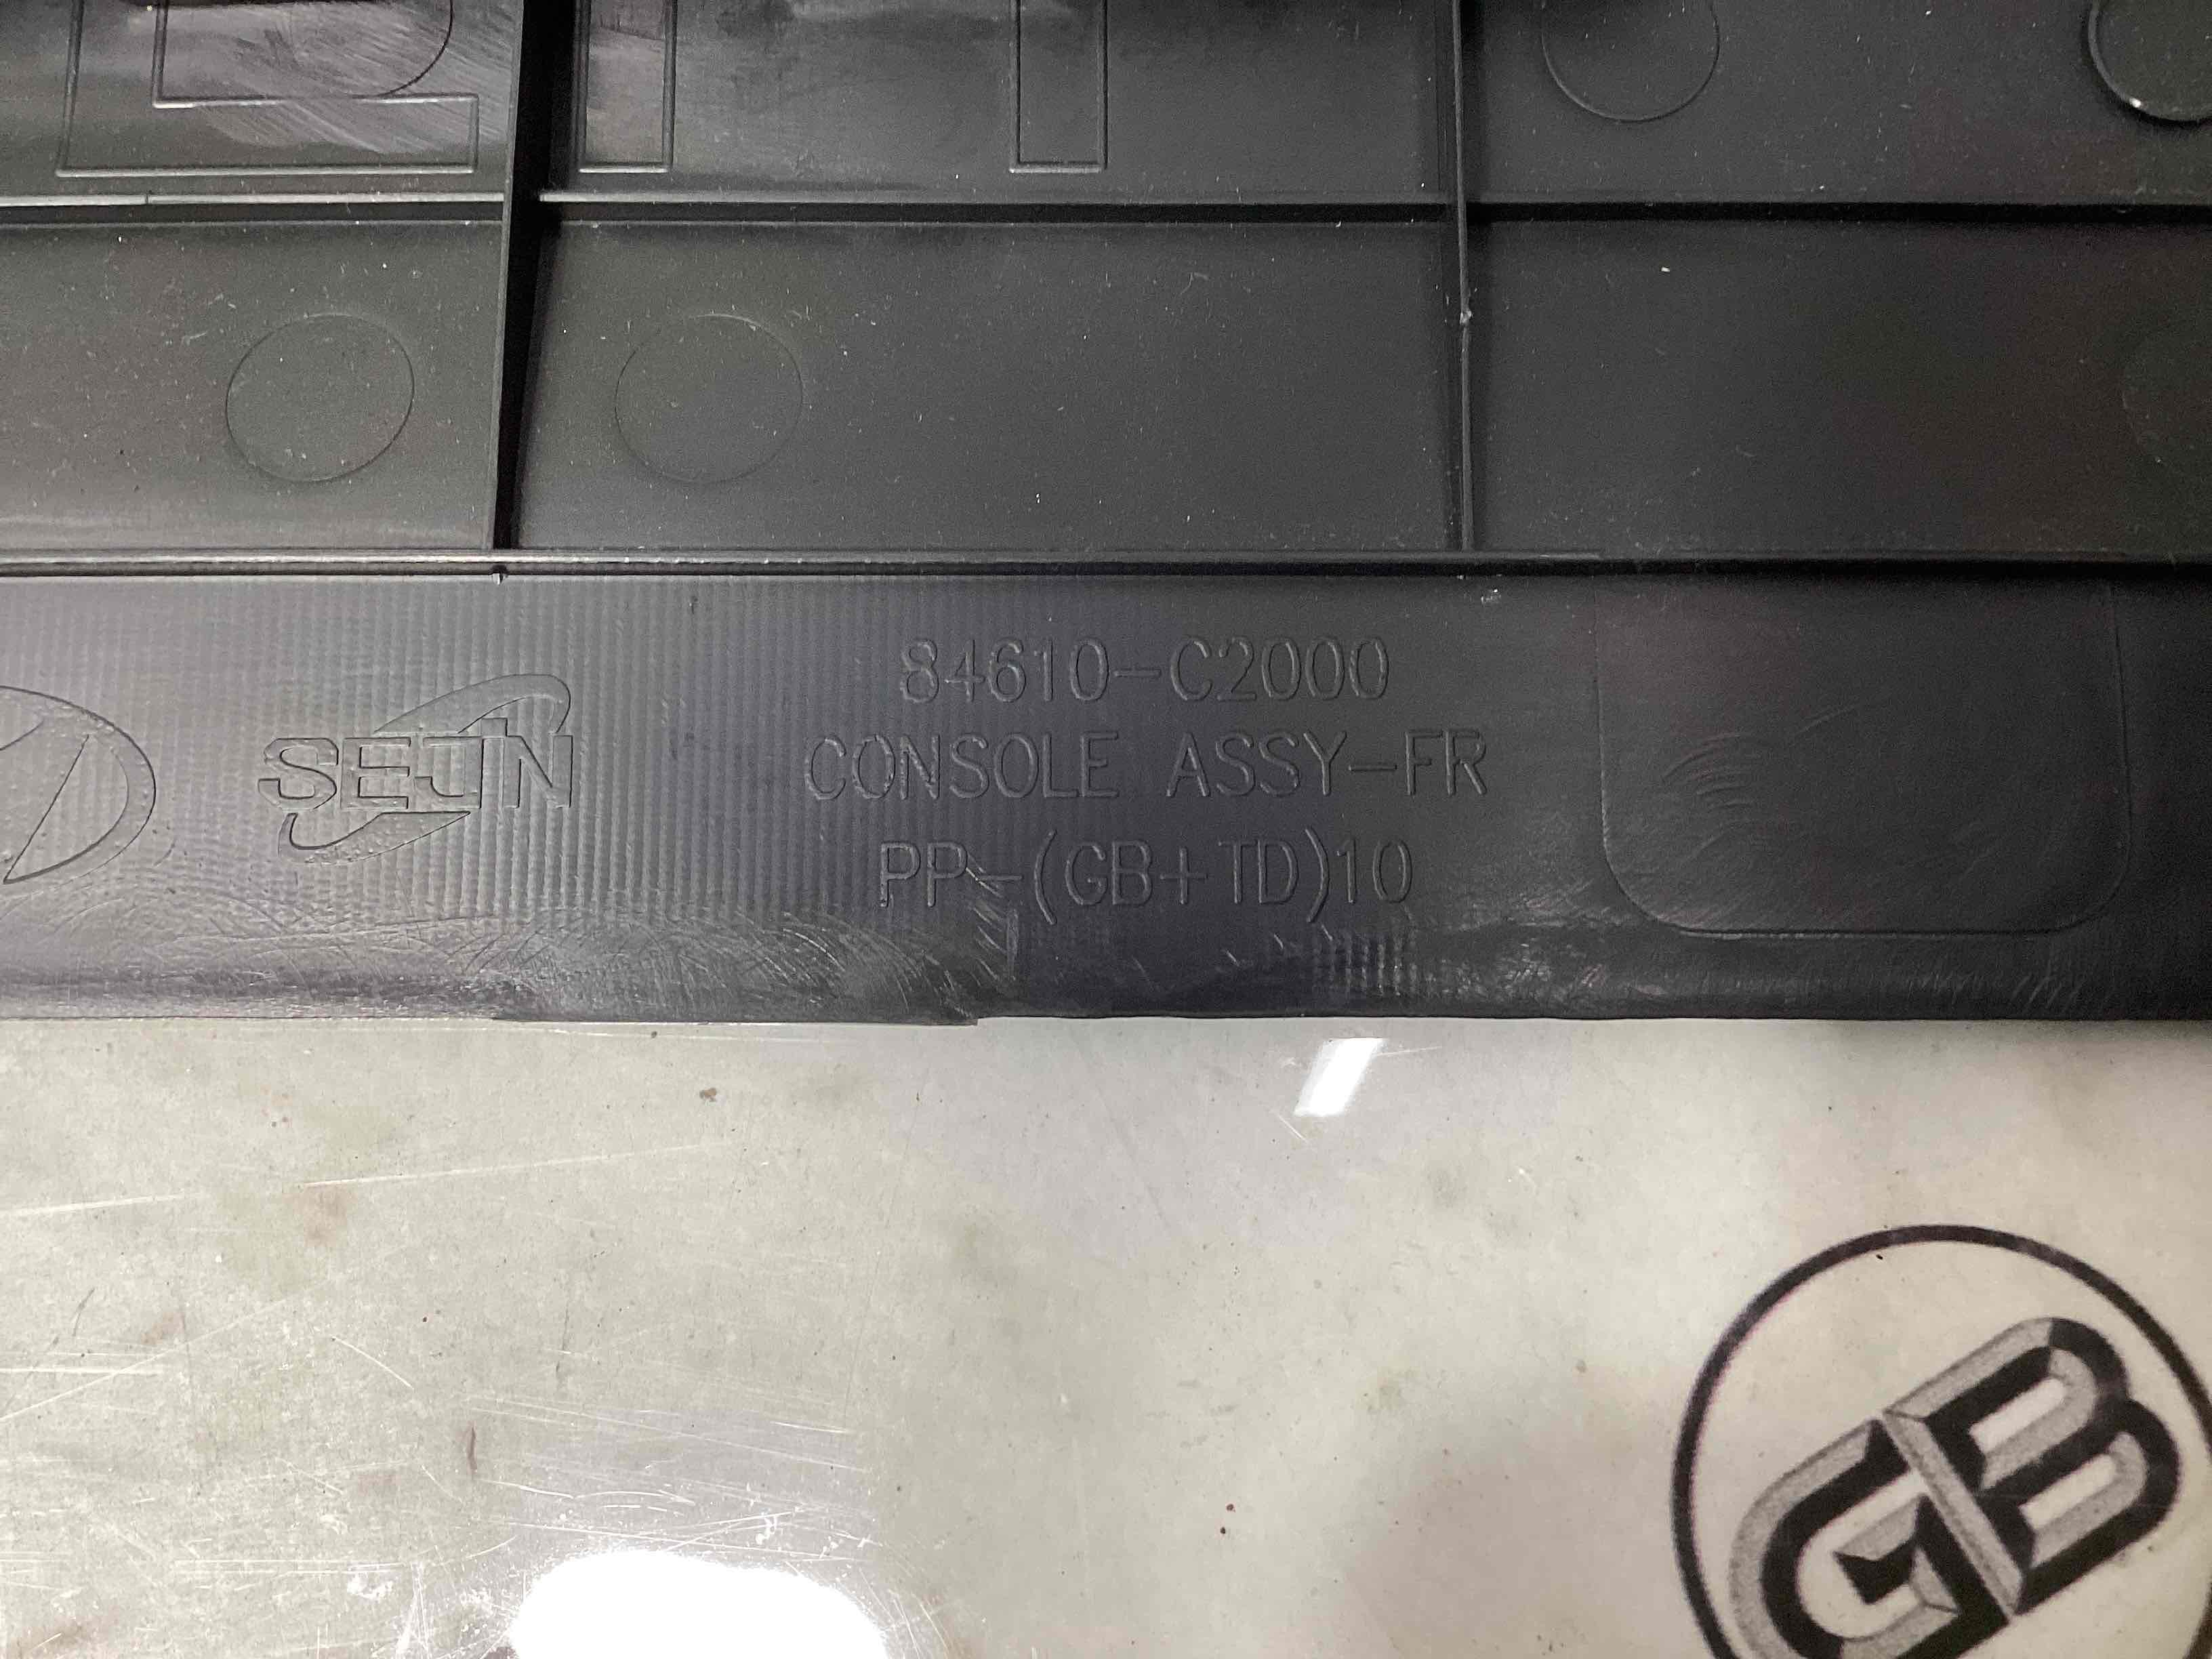 84610-C2000
SEJIN
CONSOLE ASSY-FR
PP-(GB+TD)10
GB